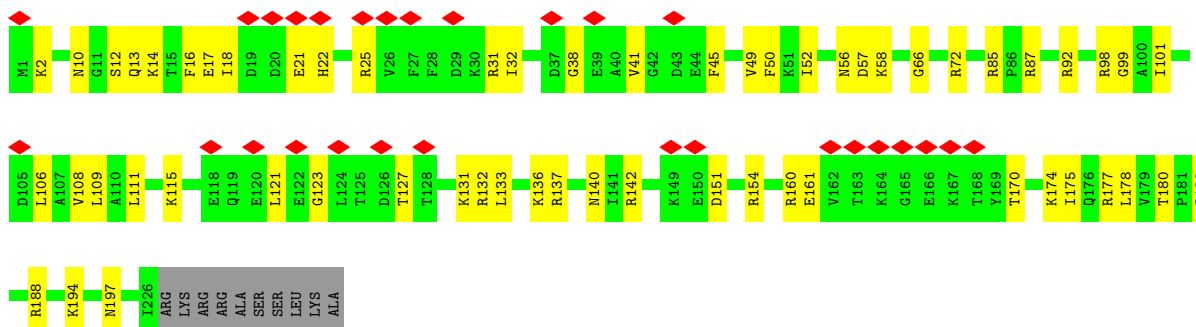 M1 K2 N10 G11 S12 Q13 K14 T15 F16 E17 I18 D19 D20 E21 H22 R25 V26 F27 F28 D29 K30 R31 I32 D37 G38 E39 A40 V41 G42 D43 E44 F45 V49 F50 K51 I52 N56 D57 K58 G66 R72 R85 P86 R87 R92 R98 G99 A100 I101
D105 L106 A107 V108 L109 A110 L111 K115 E118 Q119 E120 L121 E122 G123 L124 T125 D126 T127 T128 K131 R132 L133 K136 R137 N140 I141 R142 K149 E150 D151 R154 R160 E161 V162 T163 K164 G165 E166 K167 T168 Y169 T170 K174 I175 Q176 R177 L178 V179 T180 P181
R188 K194 N197 I226 ARG LYS ARG ARG ALA SER SER LEU LYS ALA